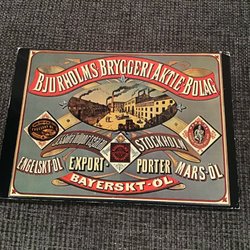 BJURHOLMS BRYGGERI AKTIE-BOLAG
STOCKHOLM
ENGELSKT-ÖL EXPORT-PORTER MARS-ÖL
BAYERSKT-ÖL